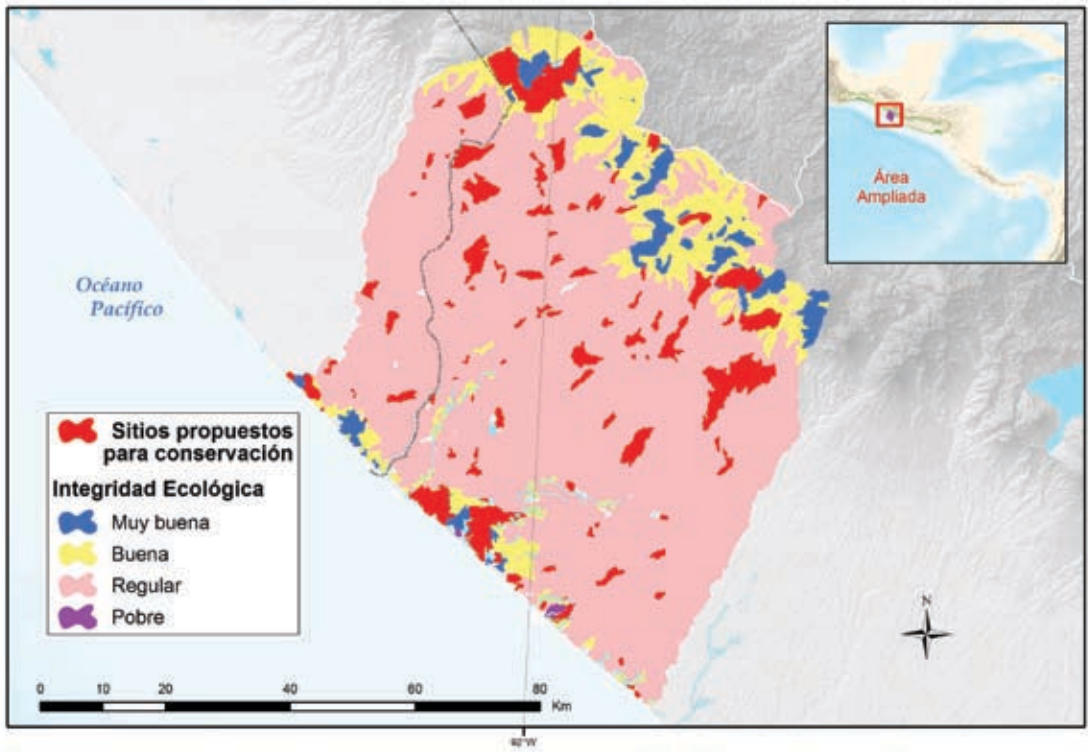 Área
Ampliada
Océano
Pacífico
Sitios propuestos
para conservación
Integridad Ecológica
Muy buena
Buena
Regular
Pobre
N
0 10 20 40 60 80
Km
92°W